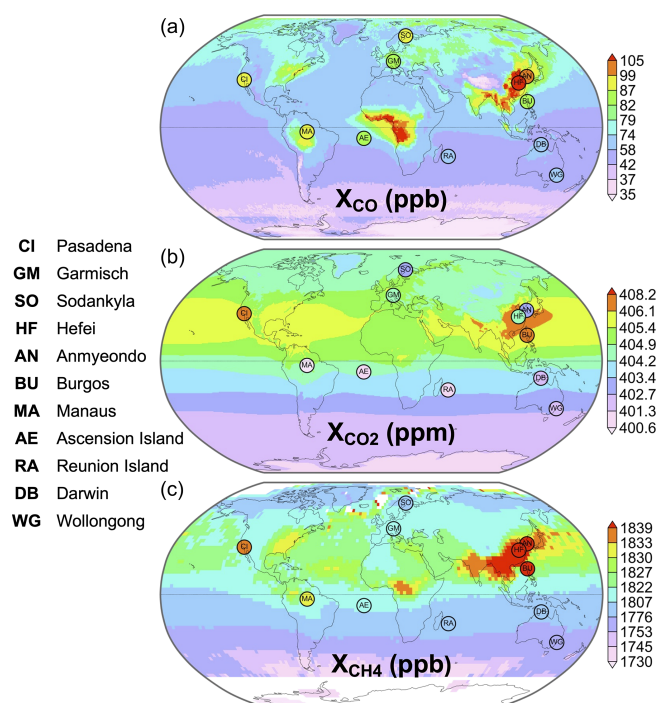 (a)
SO
GM
CI
AN
HF
BU
MA
AE
RA
DB
WG
XCO (ppb)
105
99
87
82
79
74
58
42
37
35
CI Pasadena
GM Garmisch
SO Sodankyla
HF Hefei
AN Anmyeondo
BU Burgos
MA Manaus
AE Ascension Island
RA Reunion Island
DB Darwin
WG Wollongong
(b)
SO
GM
CI
AN
HF
BU
MA
AE
RA
DB
WG
XCO2 (ppm)
408.2
406.1
405.4
404.9
404.2
403.4
402.7
401.3
400.6
(c)
SO
GM
CI
AN
HF
BU
MA
AE
RA
DB
WG
XCH4 (ppb)
1839
1833
1830
1827
1822
1807
1776
1753
1745
1730